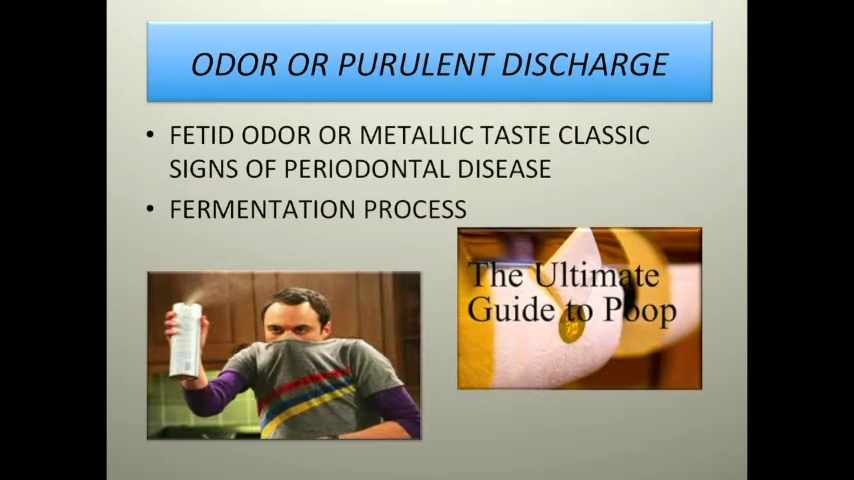 ODOR OR PURULENT DISCHARGE
• FETID ODOR OR METALLIC TASTE CLASSIC
SIGNS OF PERIODONTAL DISEASE
• FERMENTATION PROCESS
The Ultimate
Guide to Poop